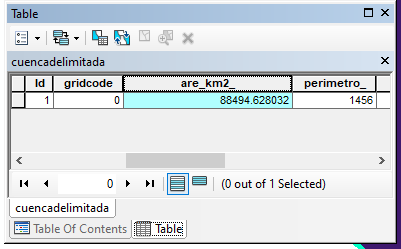 Table
cuencadelimitada
Id gridcode are_km2_ perimetro_
1 0 88494.628032 1456
0 (0 out of 1 Selected)
cuencadelimitada
Table Of Contents Table